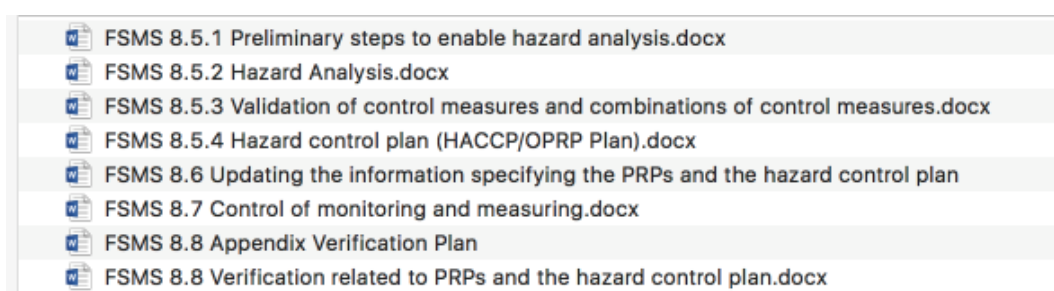 FSMS 8.5.1 Preliminary steps to enable hazard analysis.docx
FSMS 8.5.2 Hazard Analysis.docx
FSMS 8.5.3 Validation of control measures and combinations of control measures.docx
FSMS 8.5.4 Hazard control plan (HACCP/OPRP Plan).docx
FSMS 8.6 Updating the information specifying the PRPs and the hazard control plan
FSMS 8.7 Control of monitoring and measuring.docx
FSMS 8.8 Appendix Verification Plan
FSMS 8.8 Verification related to PRPs and the hazard control plan.docx